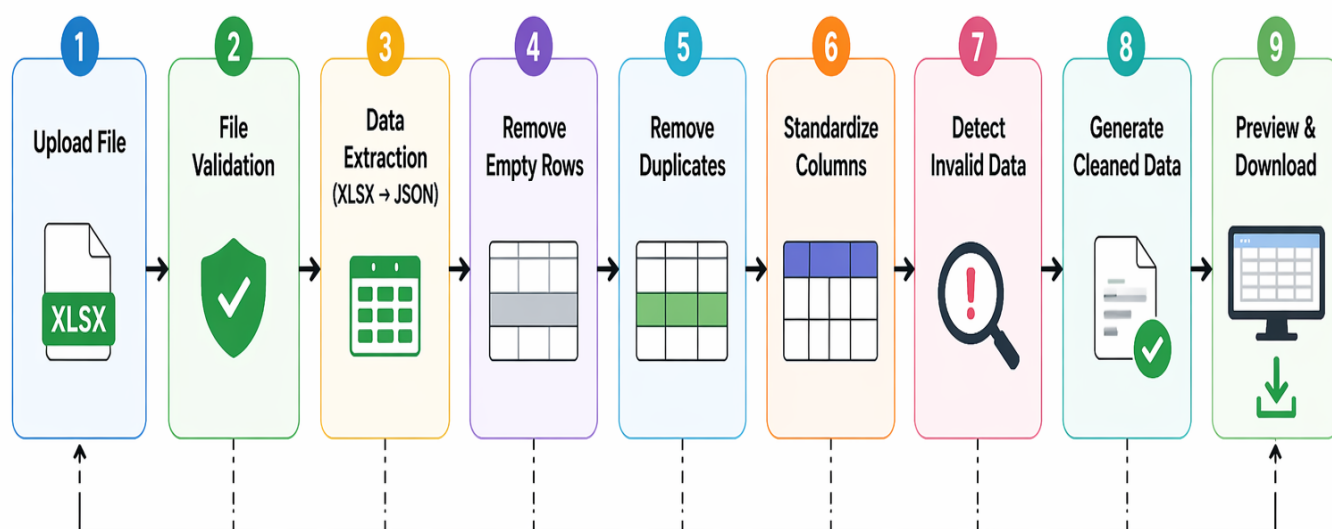 1
Upload File
XLSX
2
File
Validation
3
Data
Extraction
(XLSX → JSON)
4
Remove
Empty Rows
5
Remove
Duplicates
6
Standardize
Columns
7
Detect
Invalid Data
!
8
Generate
Cleaned Data
9
Preview &
Download